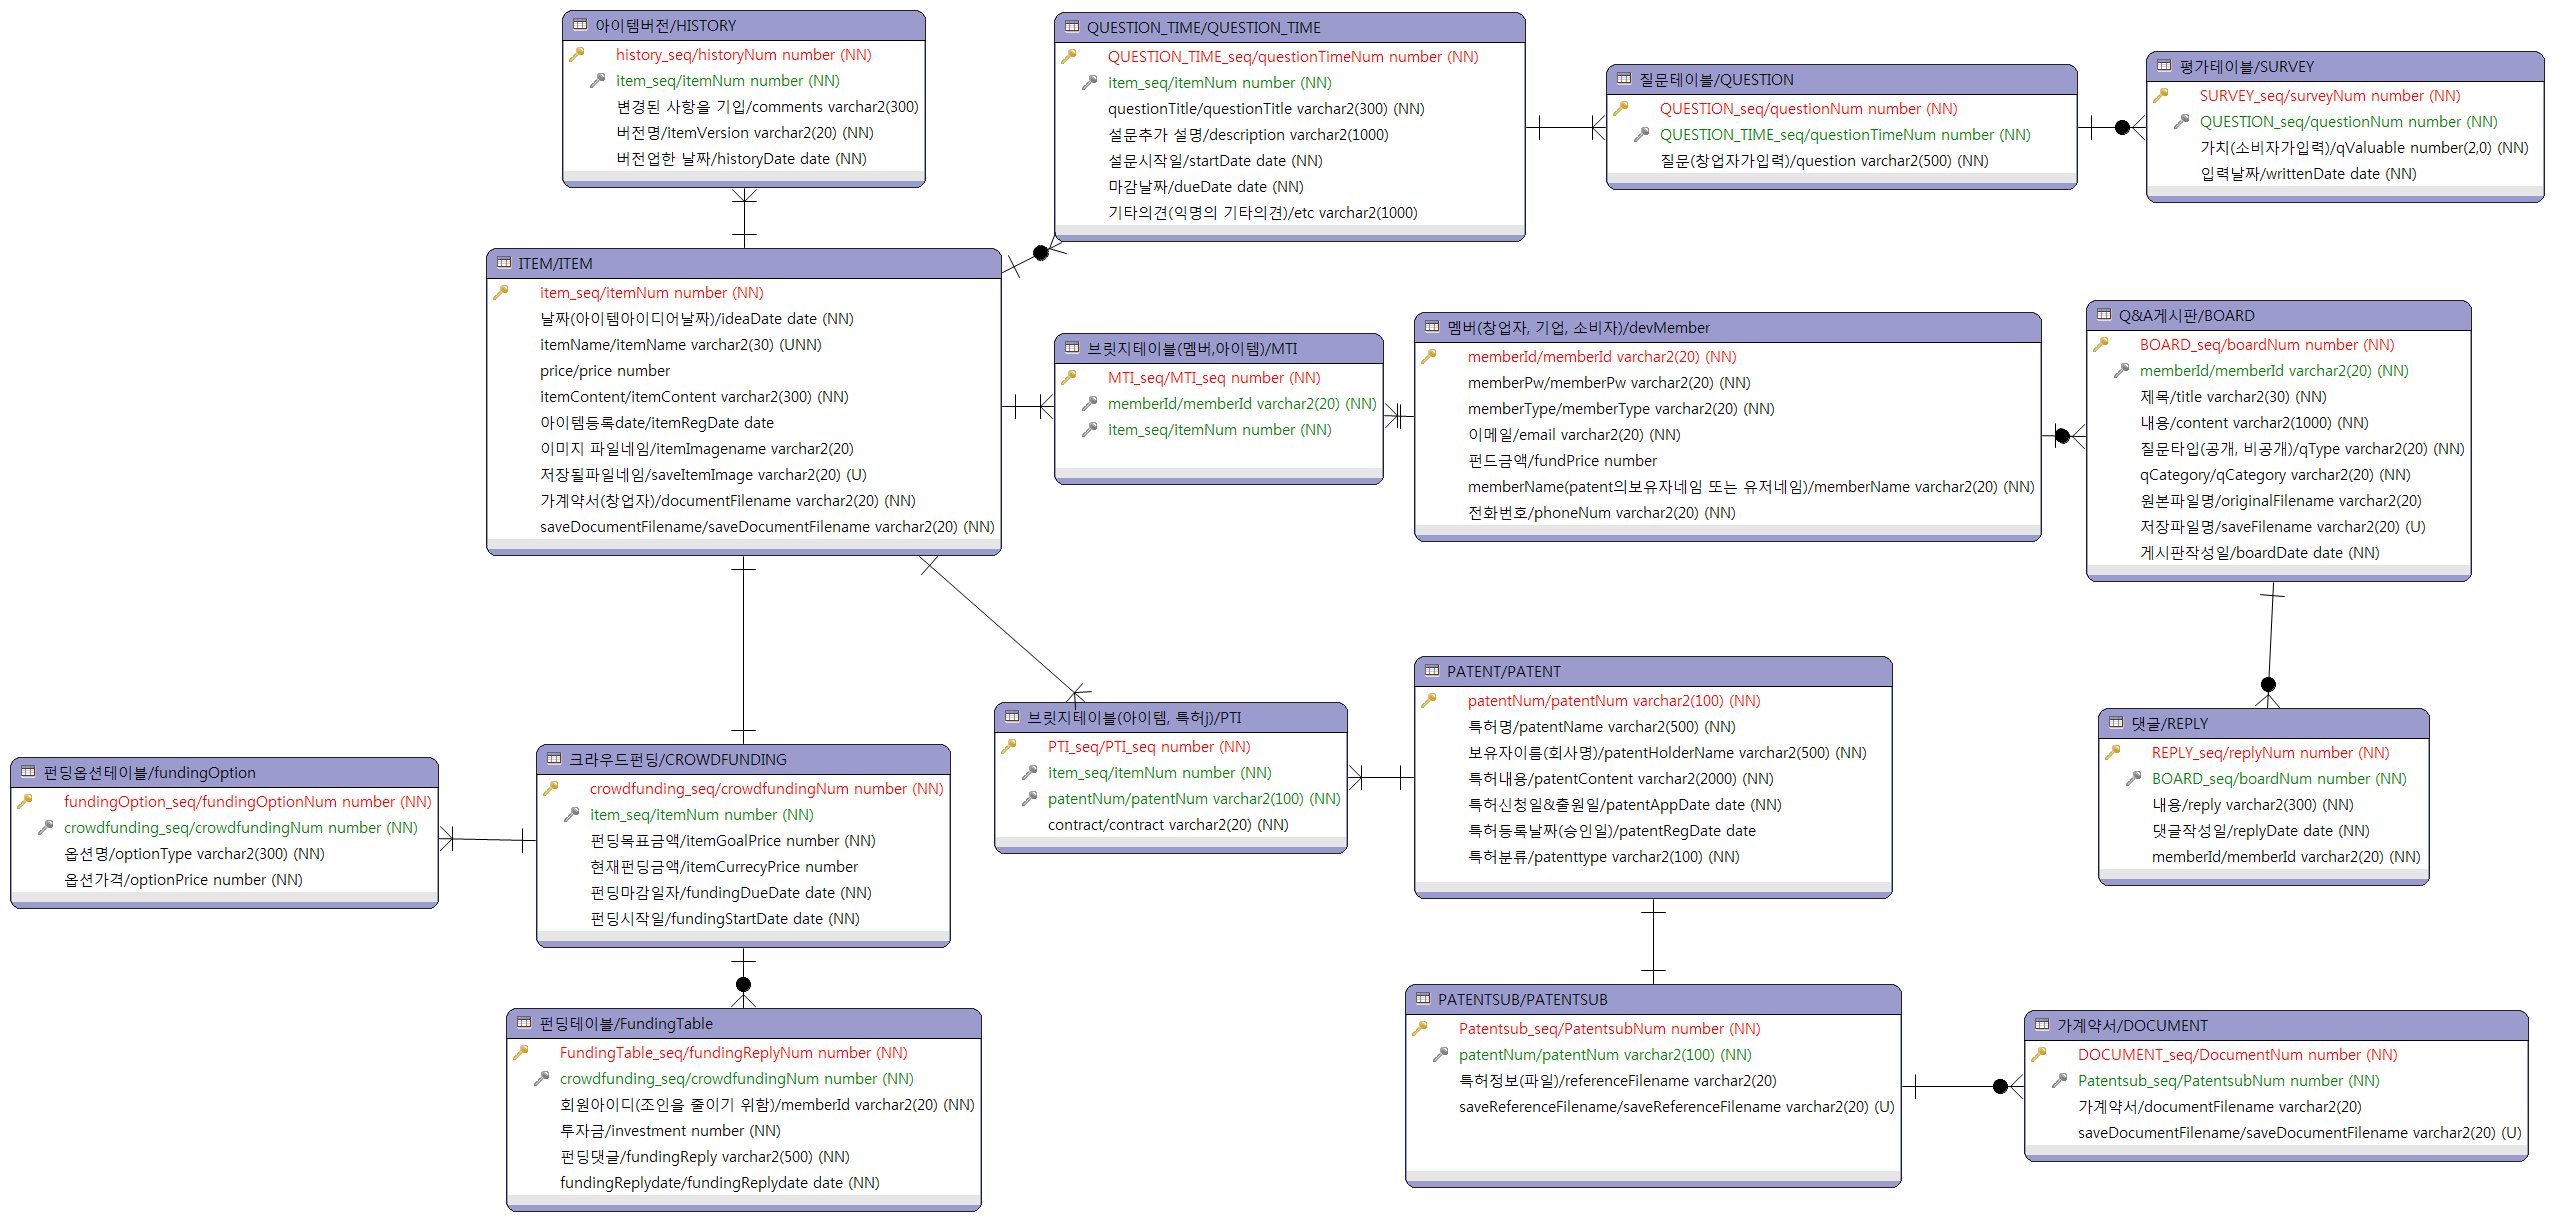 아이템버전/HISTORY
history_seq/historyNum number (NN)
item_seq/itemNum number (NN)
변경된 사항을 기입/comments varchar2(300)
버전명/itemVersion varchar2(20) (NN)
버전업한 날짜/historyDate date (NN)
QUESTION_TIME/QUESTION_TIME
QUESTION_TIME_seq/questionTimeNum number (NN)
item_seq/itemNum number (NN)
questionTitle/questionTitle varchar2(300) (NN)
설문추가 설명/description varchar2(1000)
설문시작일/startDate date (NN)
마감날짜/dueDate date (NN)
기타의견(익명의 기타의견)/etc varchar2(1000)
질문테이블/QUESTION
QUESTION_seq/questionNum number (NN)
QUESTION_TIME_seq/questionTimeNum number (NN)
질문(창업자가입력)/question varchar2(500) (NN)
평가테이블/SURVEY
SURVEY_seq/surveyNum number (NN)
QUESTION_seq/questionNum number (NN)
가치(소비자가입력)/qValuable number(2,0) (NN)
입력날짜/writtenDate date (NN)
ITEM/ITEM
item_seq/itemNum number (NN)
날짜(아이템아이디어날짜)/ideaDate date (NN)
itemName/itemName varchar2(30) (UNN)
price/price number
itemContent/itemContent varchar2(300) (NN)
아이템등록date/itemRegDate date
이미지 파일네임/itemImagename varchar2(20)
저장될파일네임/saveItemImage varchar2(20) (U)
가계약서(창업자)/documentFilename varchar2(20) (NN)
saveDocumentFilename/saveDocumentFilename varchar2(20) (NN)
브릿지테이블(멤버,아이템)/MTI
MTI_seq/MTI_seq number (NN)
memberId/memberId varchar2(20) (NN)
item_seq/itemNum number (NN)
멤버(창업자, 기업, 소비자)/devMember
memberId/memberId varchar2(20) (NN)
memberPw/memberPw varchar2(20) (NN)
memberType/memberType varchar2(20) (NN)
이메일/email varchar2(20) (NN)
펀드금액/fundPrice number
memberName(patent의보유자네임 또는 유저네임)/memberName varchar2(20) (NN)
전화번호/phoneNum varchar2(20) (NN)
Q&A게시판/BOARD
BOARD_seq/boardNum number (NN)
memberId/memberId varchar2(20) (NN)
제목/title varchar2(30) (NN)
내용/content varchar2(1000) (NN)
질문타입(공개, 비공개)/qType varchar2(20) (NN)
qCategory/qCategory varchar2(20) (NN)
원본파일명/originalFilename varchar2(20)
저장파일명/saveFilename varchar2(20) (U)
게시판작성일/boardDate date (NN)
펀딩옵션테이블/fundingOption
fundingOption_seq/fundingOptionNum number (NN)
crowdfunding_seq/crowdfundingNum number (NN)
옵션명/optionType varchar2(300) (NN)
옵션가격/optionPrice number (NN)
크라우드펀딩/CROWDFUNDING
crowdfunding_seq/crowdfundingNum number (NN)
item_seq/itemNum number (NN)
펀딩목표금액/itemGoalPrice number (NN)
현재펀딩금액/itemCurrecyPrice number
펀딩마감일자/fundingDueDate date (NN)
펀딩시작일/fundingStartDate date (NN)
브릿지테이블(아이템, 특허j)/PTI
PTI_seq/PTI_seq number (NN)
item_seq/itemNum number (NN)
patentNum/patentNum varchar2(100) (NN)
contract/contract varchar2(20) (NN)
PATENT/PATENT
patentNum/patentNum varchar2(100) (NN)
특허명/patentName varchar2(500) (NN)
보유자이름(회사명)/patentHolderName varchar2(500) (NN)
특허내용/patentContent varchar2(2000) (NN)
특허신청일&출원일/patentAppDate date (NN)
특허등록날짜(승인일)/patentRegDate date
특허분류/patenttype varchar2(100) (NN)
댓글/REPLY
REPLY_seq/replyNum number (NN)
BOARD_seq/boardNum number (NN)
내용/reply varchar2(300) (NN)
댓글작성일/replyDate date (NN)
memberId/memberId varchar2(20) (NN)
펀딩테이블/FundingTable
FundingTable_seq/fundingReplyNum number (NN)
crowdfunding_seq/crowdfundingNum number (NN)
회원아이디(조인을 줄이기 위함)/memberId varchar2(20) (NN)
투자금/investment number (NN)
펀딩댓글/fundingReply varchar2(500) (NN)
fundingReplydate/fundingReplydate date (NN)
PATENTSUB/PATENTSUB
Patentsub_seq/PatentsubNum number (NN)
patentNum/patentNum varchar2(100) (NN)
특허정보(파일)/referenceFilename varchar2(20)
saveReferenceFilename/saveReferenceFilename varchar2(20) (U)
가계약서/DOCUMENT
DOCUMENT_seq/DocumentNum number (NN)
Patentsub_seq/PatentsubNum number (NN)
가계약서/documentFilename varchar2(20)
saveDocumentFilename/saveDocumentFilename varchar2(20) (U)